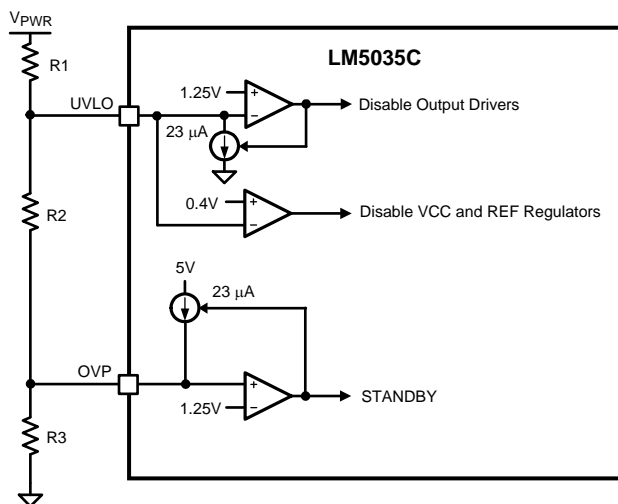 VPWR
R1
LM5035C
UVLO
1.25V
+
−
Disable Output Drivers
23 μA
R2
0.4V
+
−
Disable VCC and REF Regulators
5V
23 μA
OVP
+
−
1.25V
STANDBY
R3